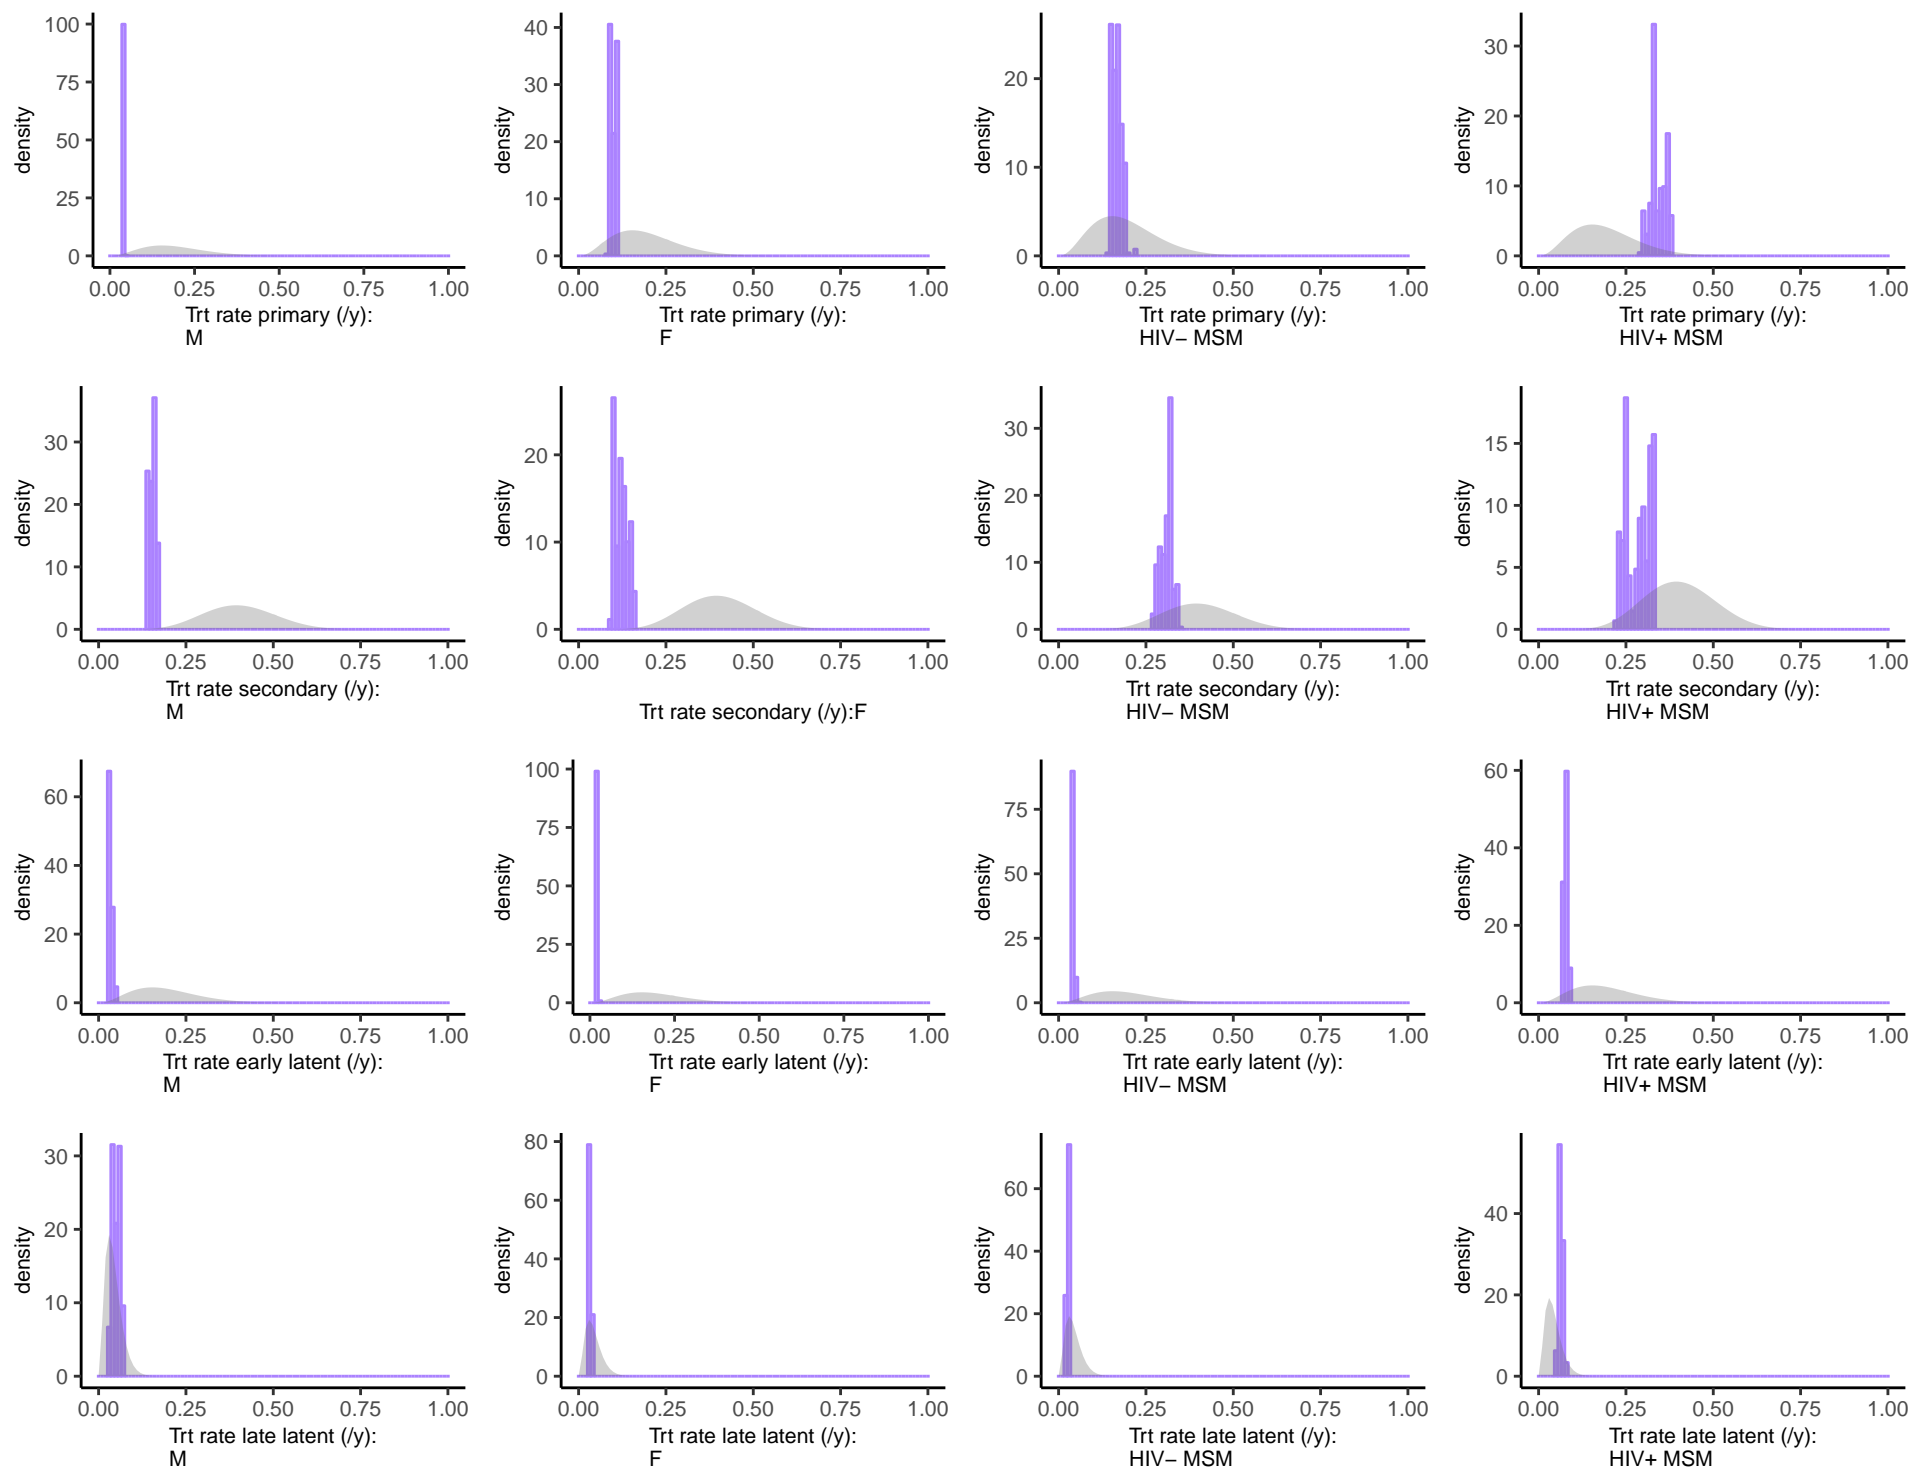 100
75
50
25
0
density
0.00 0.25 0.50 0.75 1.00
Trt rate primary (/y):
M
40
30
20
10
0
density
0.00 0.25 0.50 0.75 1.00
Trt rate primary (/y):
F
20
10
0
density
0.00 0.25 0.50 0.75 1.00
Trt rate primary (/y):
HIV− MSM
30
20
10
0
density
0.00 0.25 0.50 0.75 1.00
Trt rate primary (/y):
HIV+ MSM
30
20
10
0
density
0.00 0.25 0.50 0.75 1.00
Trt rate secondary (/y):
M
20
10
0
density
0.00 0.25 0.50 0.75 1.00
Trt rate secondary (/y):F
30
20
10
0
density
0.00 0.25 0.50 0.75 1.00
Trt rate secondary (/y):
HIV− MSM
15
10
5
0
density
0.00 0.25 0.50 0.75 1.00
Trt rate secondary (/y):
HIV+ MSM
60
40
20
0
density
0.00 0.25 0.50 0.75 1.00
Trt rate early latent (/y):
M
100
75
50
25
0
density
0.00 0.25 0.50 0.75 1.00
Trt rate early latent (/y):
F
75
50
25
0
density
0.00 0.25 0.50 0.75 1.00
Trt rate early latent (/y):
HIV− MSM
60
40
20
0
density
0.00 0.25 0.50 0.75 1.00
Trt rate early latent (/y):
HIV+ MSM
30
20
10
0
density
0.00 0.25 0.50 0.75 1.00
Trt rate late latent (/y):
M
80
60
40
20
0
density
0.00 0.25 0.50 0.75 1.00
Trt rate late latent (/y):
F
60
40
20
0
density
0.00 0.25 0.50 0.75 1.00
Trt rate late latent (/y):
HIV− MSM
40
20
0
density
0.00 0.25 0.50 0.75 1.00
Trt rate late latent (/y):
HIV+ MSM